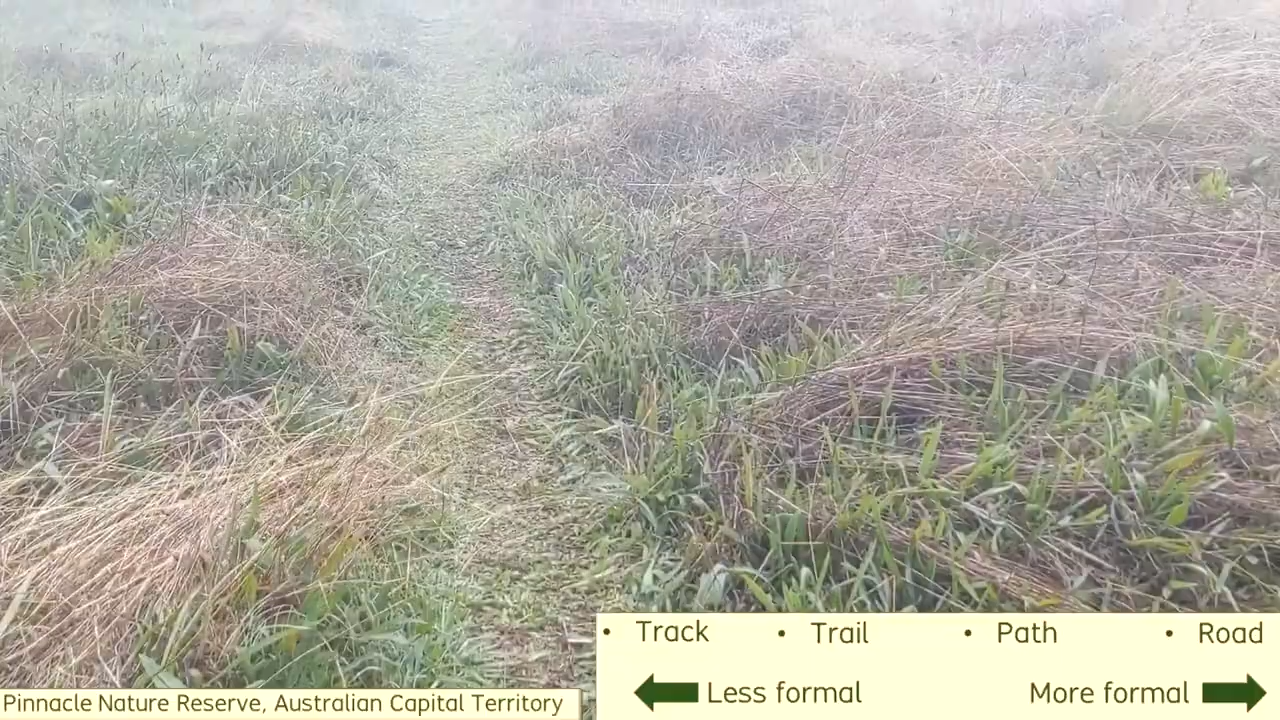 • Track • Trail • Path • Road
Less formal More formal
Pinnacle Nature Reserve, Australian Capital Territory